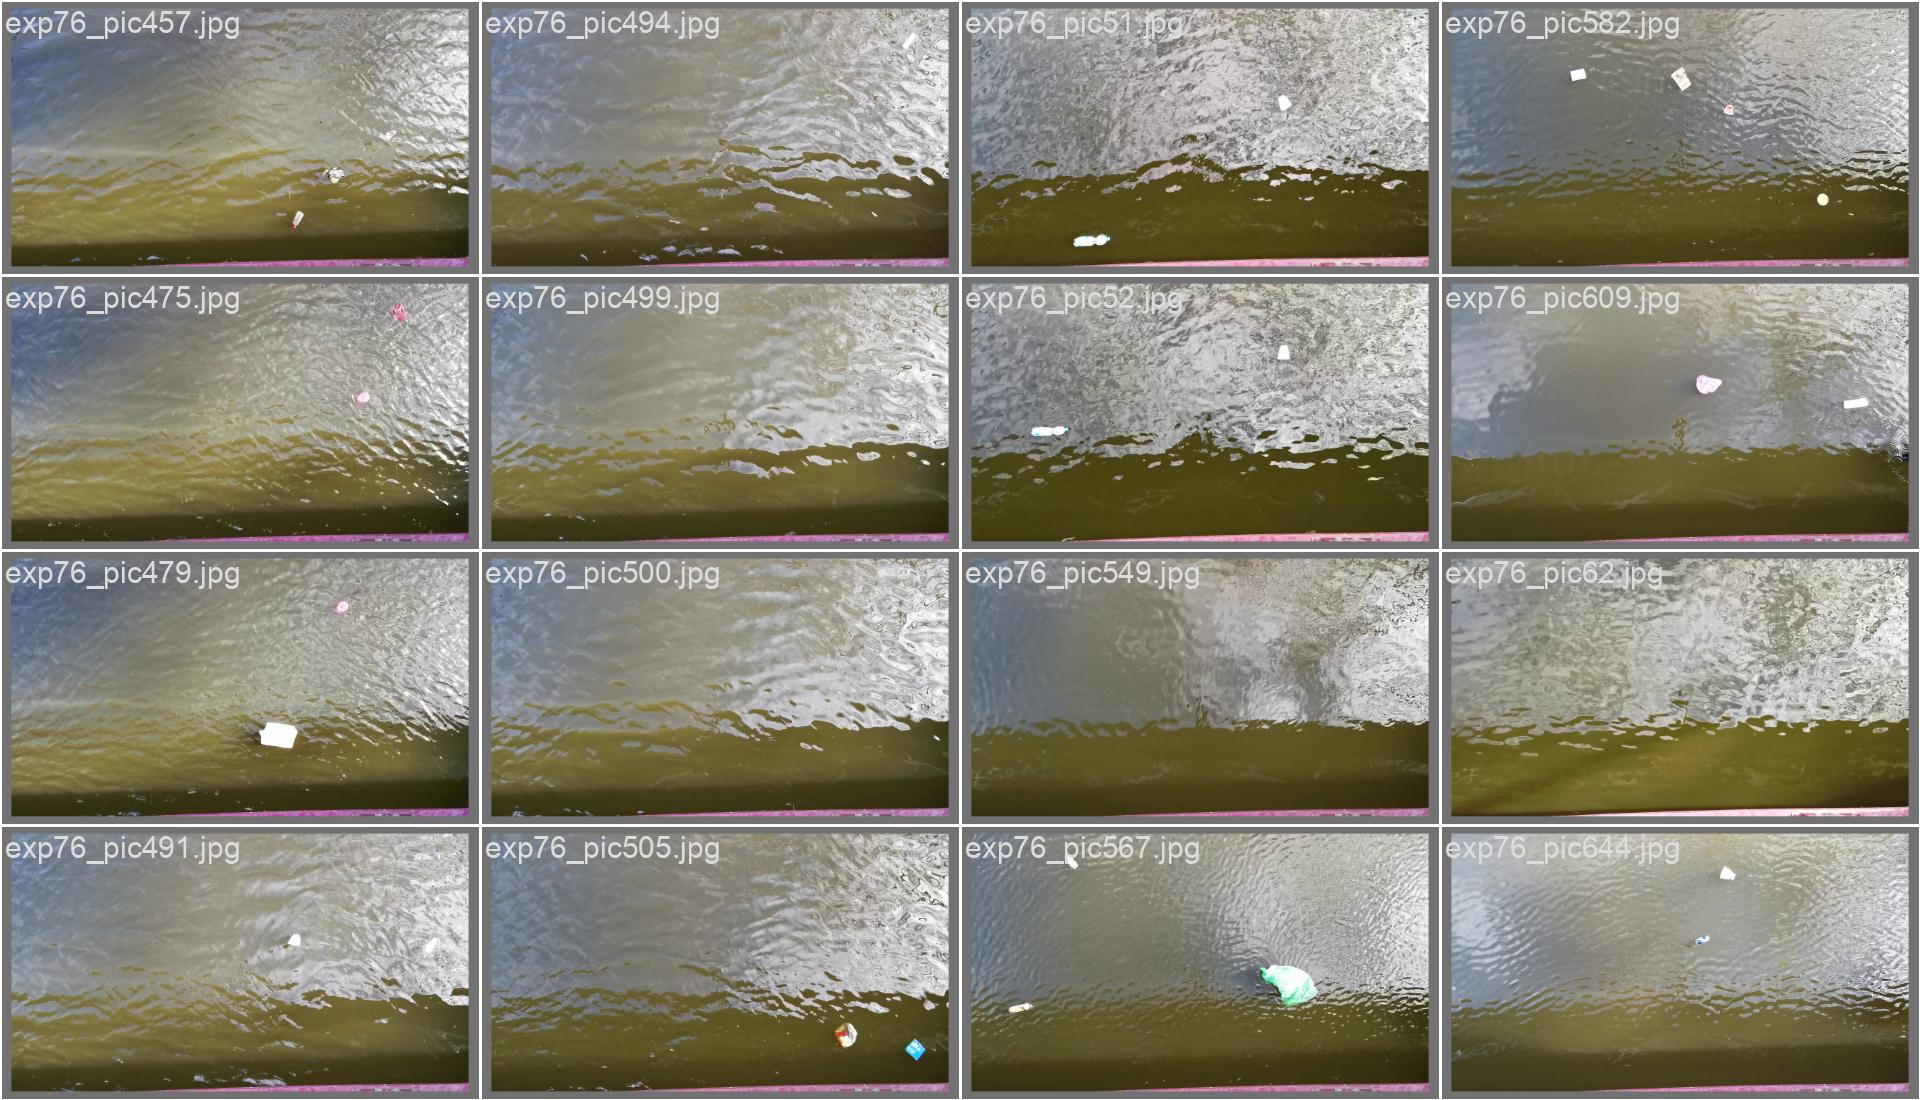 exp76_pic457.jpg
exp76_pic494.jpg
exp76_pic51.jpg
exp76_pic582.jpg
exp76_pic475.jpg
exp76_pic499.jpg
exp76_pic52.jpg
exp76_pic609.jpg
exp76_pic479.jpg
exp76_pic500.jpg
exp76_pic549.jpg
exp76_pic62.jpg
exp76_pic491.jpg
exp76_pic505.jpg
exp76_pic567.jpg
exp76_pic644.jpg